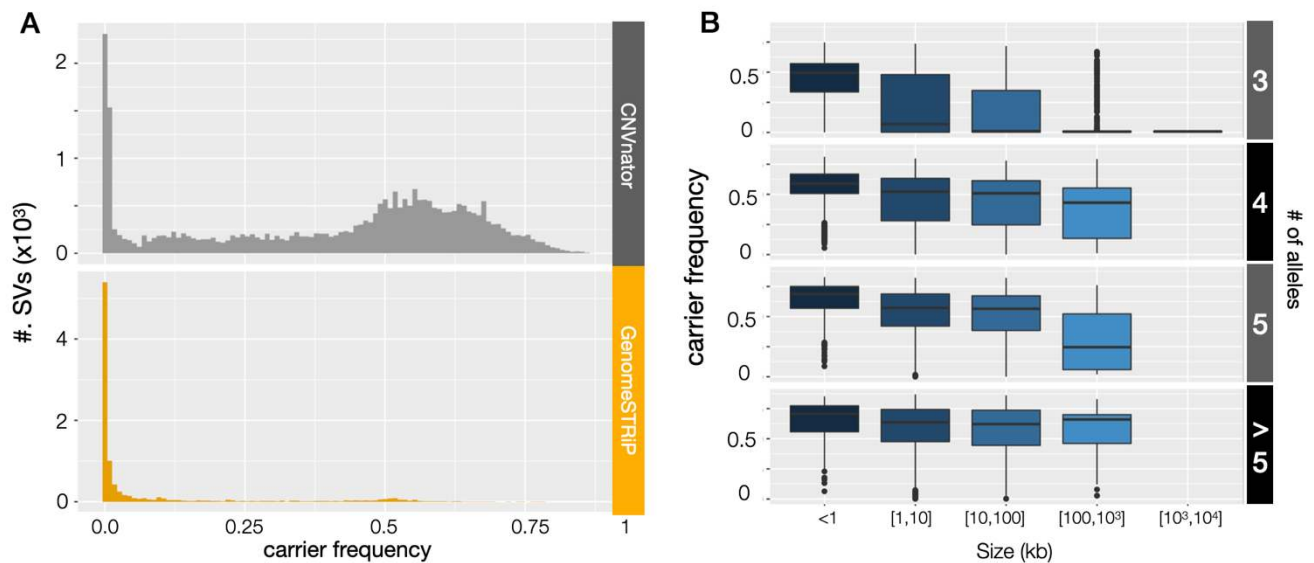 A
#. SVs (x10³)
2
1
0
CNVnator
4
2
0
GenomeSTRiP
0.0 0.25 0.5 0.75 1
carrier frequency
B
carrier frequency
0.5
0
3
0.5
0
4
0.5
0
5
0.5
0
> 5
# of alleles
<1 [1,10] [10,100] [100,10³] [10³,10⁴]
Size (kb)